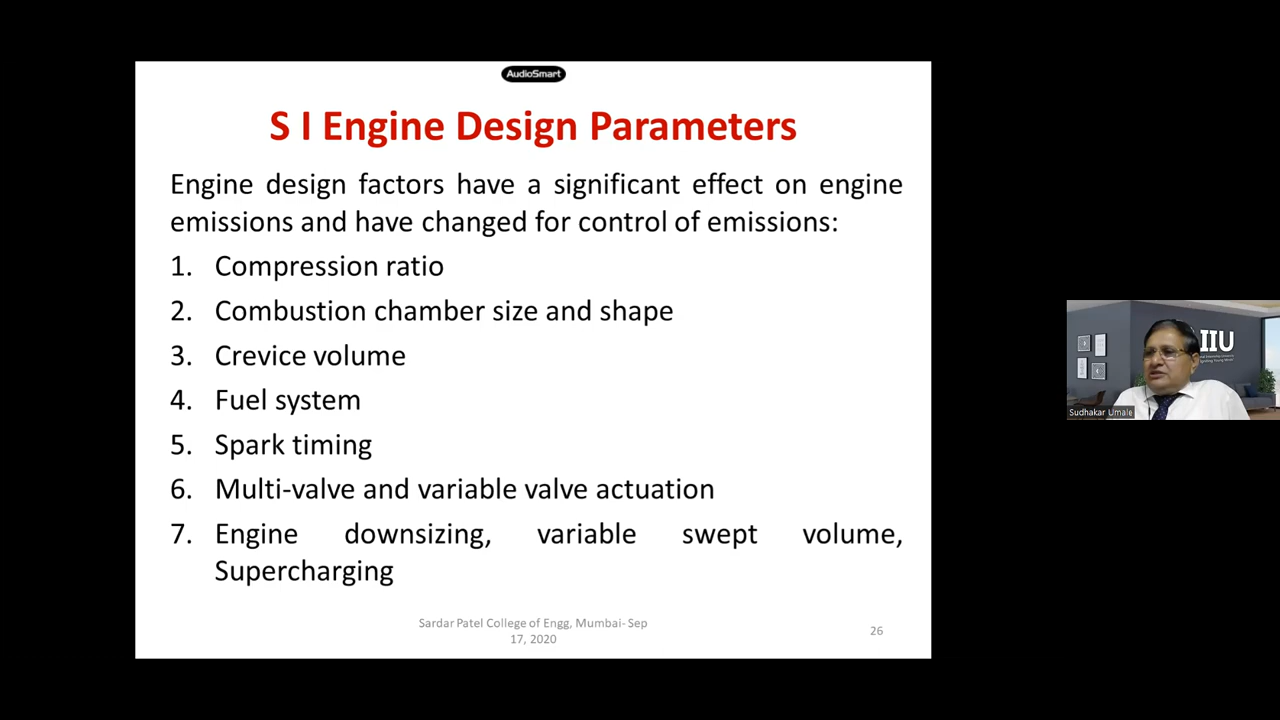 AudioSmart
S I Engine Design Parameters
Engine design factors have a significant effect on engine
emissions and have changed for control of emissions:
1. Compression ratio
2. Combustion chamber size and shape
3. Crevice volume
4. Fuel system
5. Spark timing
6. Multi-valve and variable valve actuation
7. Engine downsizing, variable swept volume,
Supercharging
Sardar Patel College of Engg, Mumbai- Sep
17, 2020
26
IIU
Sudhakar Umale